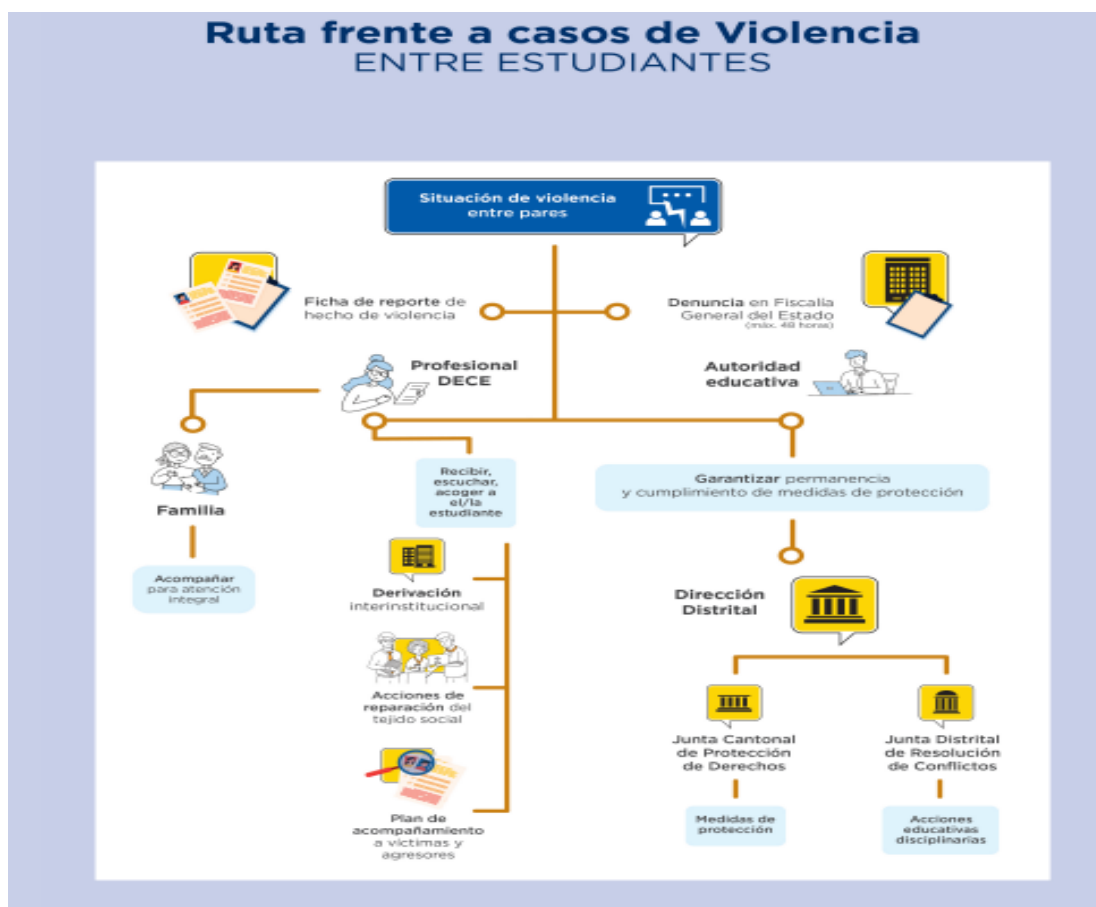 Ruta frente a casos de Violencia
ENTRE ESTUDIANTES
Situación de violencia
entre pares
Ficha de reporte de
hecho de violencia
Denuncia en Fiscalía
General del Estado
(máx. 48 horas)
Profesional
DECE
Autoridad
educativa
Familia
Acompañar
para atención
integral
Recibir,
escuchar,
acoger a
el/la
estudiante
Garantizar permanencia
y cumplimiento de medidas de protección
Derivación
interinstitucional
Acciones de
reparación del
tejido social
Plan de
acompañamiento
a víctimas y
agresores
Dirección
Distrital
Junta Cantonal
de Protección
de Derechos
Junta Distrital
de Resolución
de Conflictos
Medidas de
protección
Acciones
educativas
disciplinarias